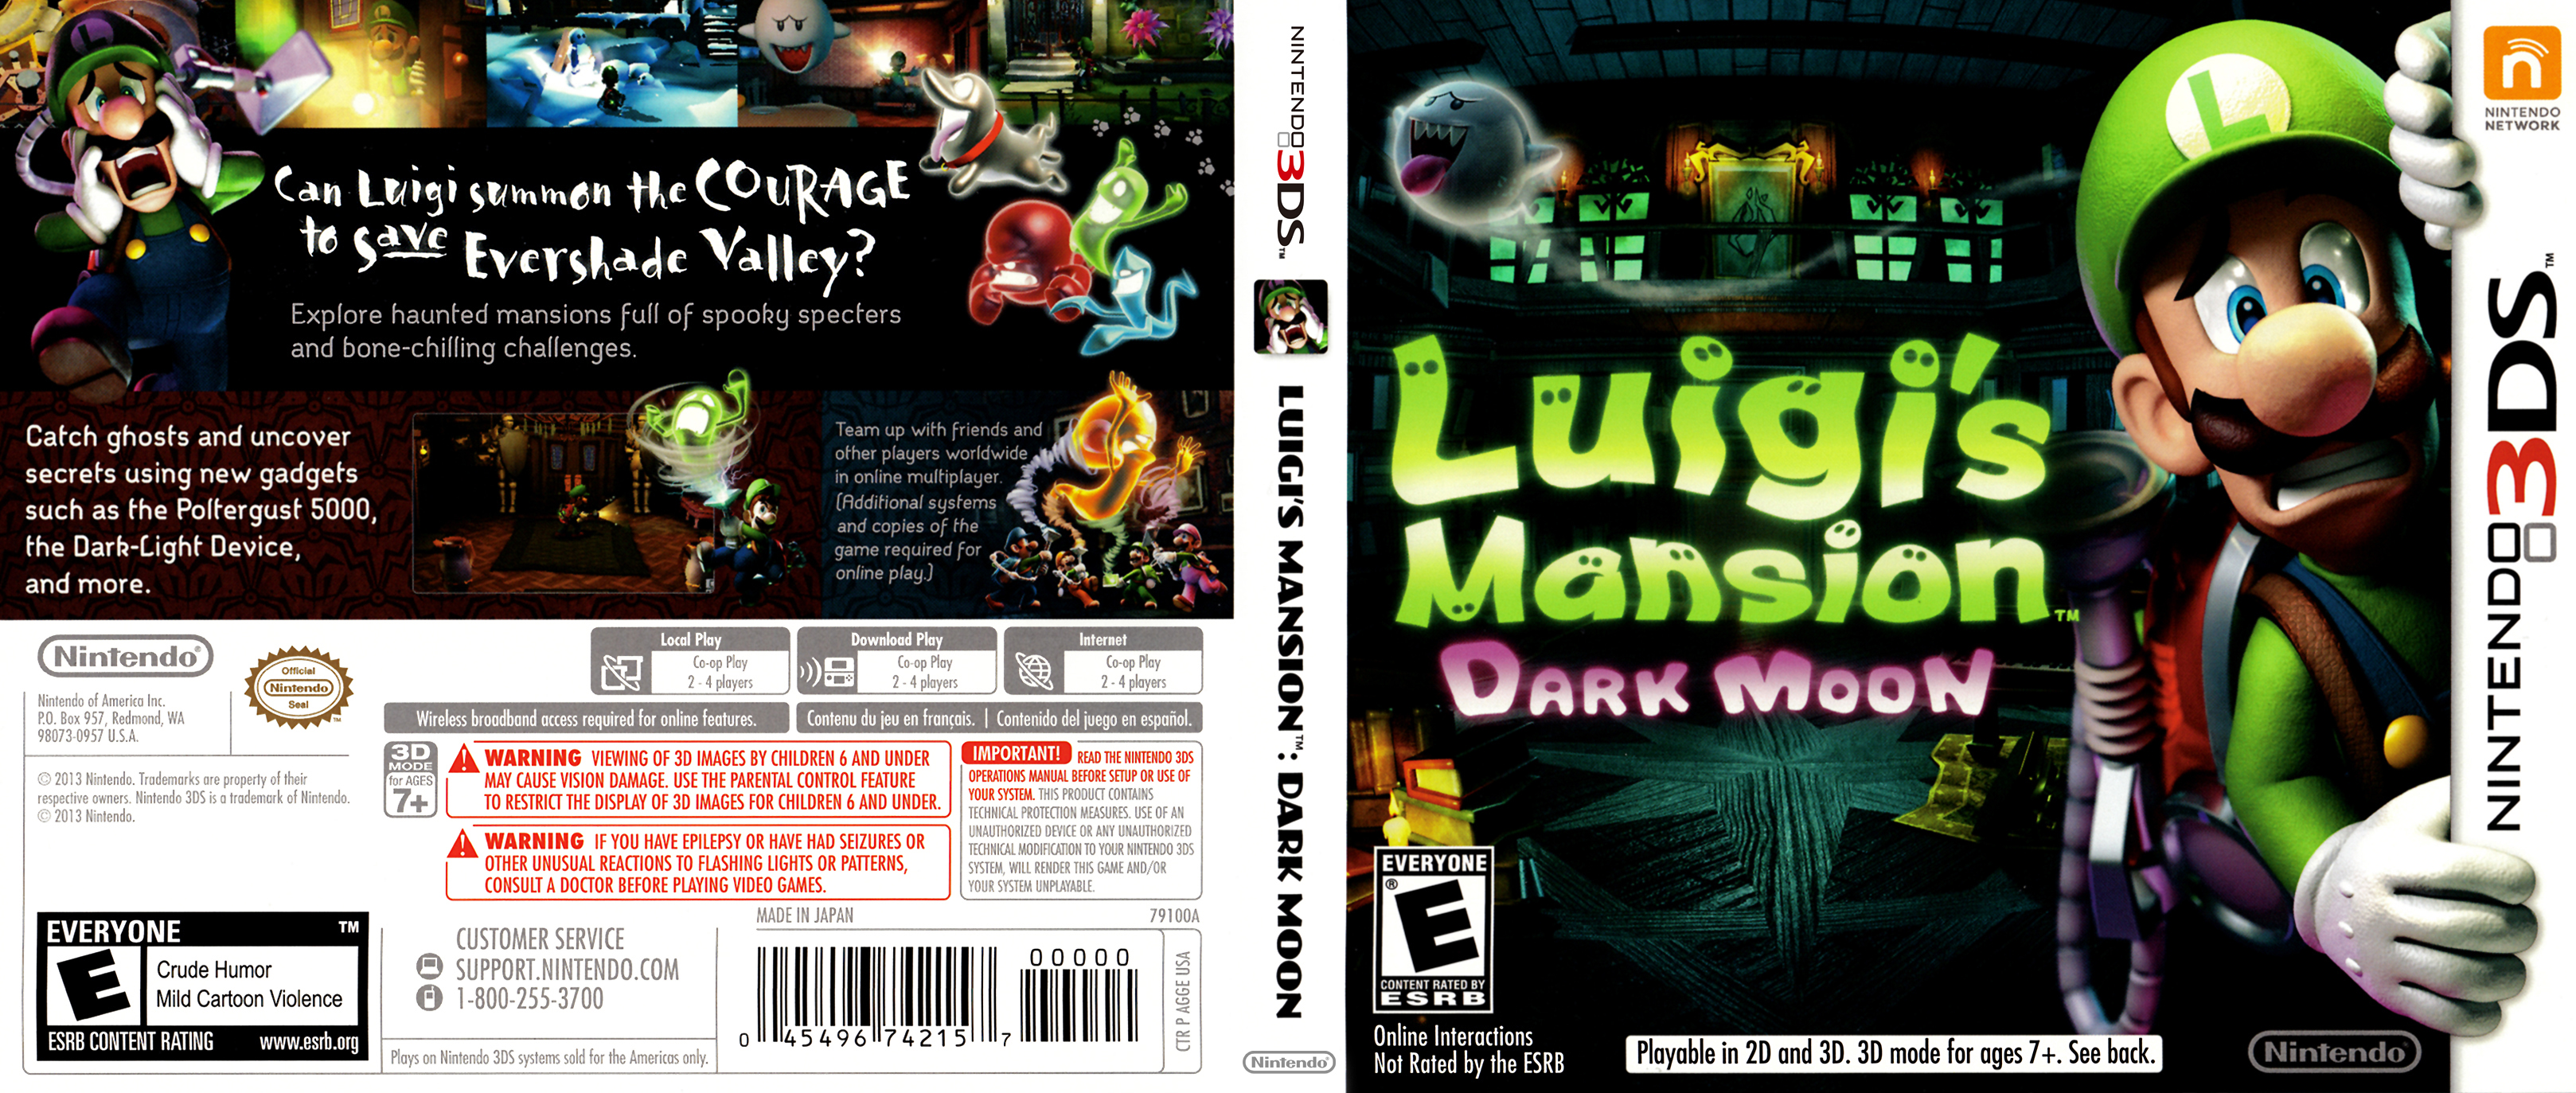 Can Luigi summon the COURAGE
to save Evershade Valley?
Explore haunted mansions full of spooky specters
and bone-chilling challenges.
Catch ghosts and uncover
secrets using new gadgets
such as the Poltergust 5000,
the Dark-Light Device,
and more.
Team up with friends and
other players worldwide
in online multiplayer.
(Additional systems
and copies of the
game required for
online play.)
Nintendo®
Official
Nintendo
Seal
TM
Nintendo of America Inc.
P.O. Box 957, Redmond, WA
98073-0957 U.S.A.
© 2013 Nintendo. Trademarks are property of their
respective owners. Nintendo 3DS is a trademark of Nintendo.
© 2013 Nintendo.
Local Play
Co-op Play
2 - 4 players
Download Play
Co-op Play
2 - 4 players
Internet
Co-op Play
2 - 4 players
Wireless broadband access required for online features.
Contenu du jeu en français. | Contenido del juego en español.
3D
MODE
for AGES
7+
WARNING VIEWING OF 3D IMAGES BY CHILDREN 6 AND UNDER
MAY CAUSE VISION DAMAGE. USE THE PARENTAL CONTROL FEATURE
TO RESTRICT THE DISPLAY OF 3D IMAGES FOR CHILDREN 6 AND UNDER.
WARNING IF YOU HAVE EPILEPSY OR HAVE HAD SEIZURES OR
OTHER UNUSUAL REACTIONS TO FLASHING LIGHTS OR PATTERNS,
CONSULT A DOCTOR BEFORE PLAYING VIDEO GAMES.
IMPORTANT! READ THE NINTENDO 3DS
OPERATIONS MANUAL BEFORE SETUP OR USE OF
YOUR SYSTEM. THIS PRODUCT CONTAINS
TECHNICAL PROTECTION MEASURES. USE OF AN
UNAUTHORIZED DEVICE OR ANY UNAUTHORIZED
TECHNICAL MODIFICATION TO YOUR NINTENDO 3DS
SYSTEM, WILL RENDER THIS GAME AND/OR
YOUR SYSTEM UNPLAYABLE.
EVERYONE TM
E
Crude Humor
Mild Cartoon Violence
ESRB CONTENT RATING www.esrb.org
CUSTOMER SERVICE
SUPPORT.NINTENDO.COM
1-800-255-3700
Plays on Nintendo 3DS systems sold for the Americas only.
MADE IN JAPAN 79100A
00000
0 45496 74215 7
CTR P AGGE USA
NINTENDO 3DS™
LUIGI'S MANSION™: DARK MOON
Nintendo®
L
Luigi's
Mansion™
DARK MOON
EVERYONE
®
E
CONTENT RATED BY
ESRB
Online Interactions
Not Rated by the ESRB
Playable in 2D and 3D. 3D mode for ages 7+. See back.
Nintendo®
n
NINTENDO
NETWORK
NINTENDO 3DS™